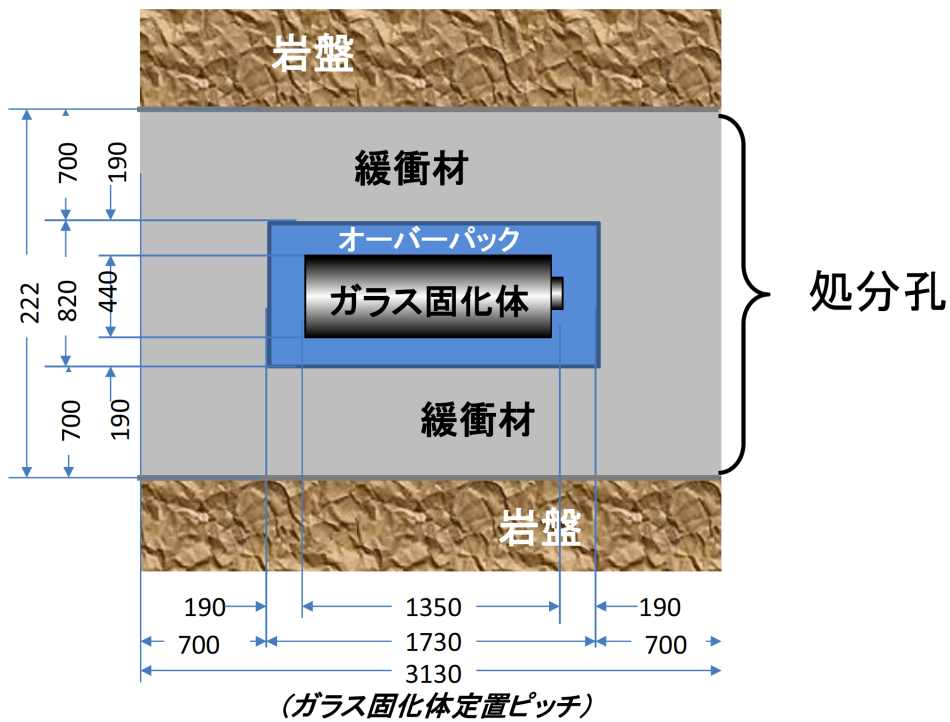 岩盤
緩衝材
オーバーパック
ガラス固化体
処分孔
緩衝材
岩盤
700
190
222
820
440
700
190
190
1350
190
700
1730
700
3130
(ガラス固化体定置ピッチ)